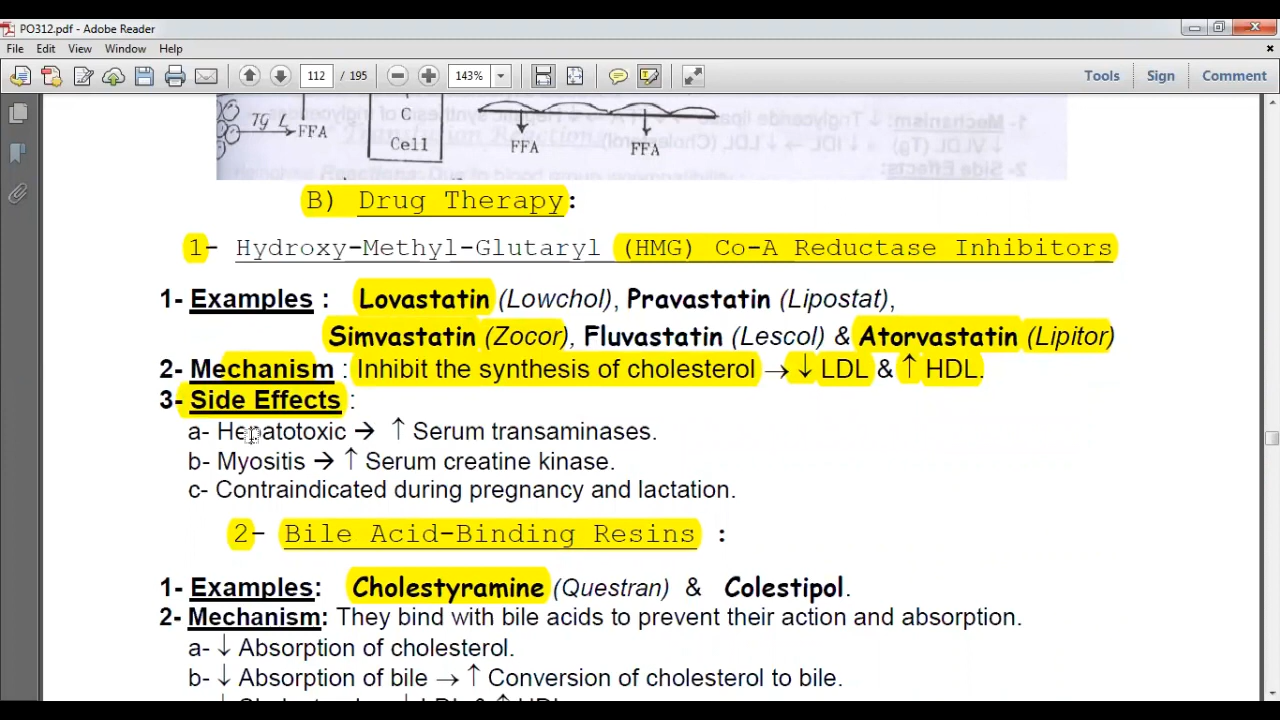 PO312.pdf - Adobe Reader
File Edit View Window Help
112 / 195 143% Tools Sign Comment
TG L FFA
C
Cell
FFA FFA
B) Drug Therapy:
1- Hydroxy-Methyl-Glutaryl (HMG) Co-A Reductase Inhibitors
1- Examples : Lovastatin (Lowchol), Pravastatin (Lipostat),
Simvastatin (Zocor), Fluvastatin (Lescol) & Atorvastatin (Lipitor)
2- Mechanism : Inhibit the synthesis of cholesterol → ↓ LDL & ↑ HDL.
3- Side Effects :
a- Hepatotoxic → ↑ Serum transaminases.
b- Myositis → ↑ Serum creatine kinase.
c- Contraindicated during pregnancy and lactation.
2- Bile Acid-Binding Resins :
1- Examples: Cholestyramine (Questran) & Colestipol.
2- Mechanism: They bind with bile acids to prevent their action and absorption.
a- ↓ Absorption of cholesterol.
b- ↓ Absorption of bile → ↑ Conversion of cholesterol to bile.